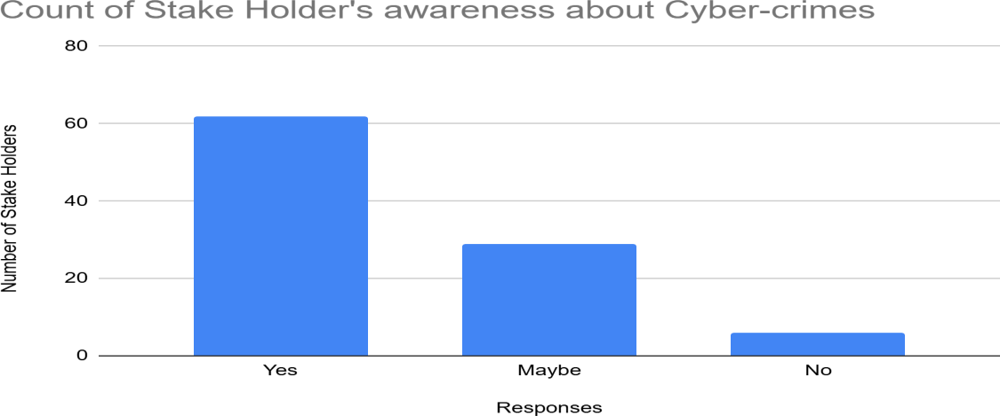 Count of Stake Holder's awareness about Cyber-crimes
80
60
40
20
0
Number of Stake Holders
Yes Maybe No
Responses